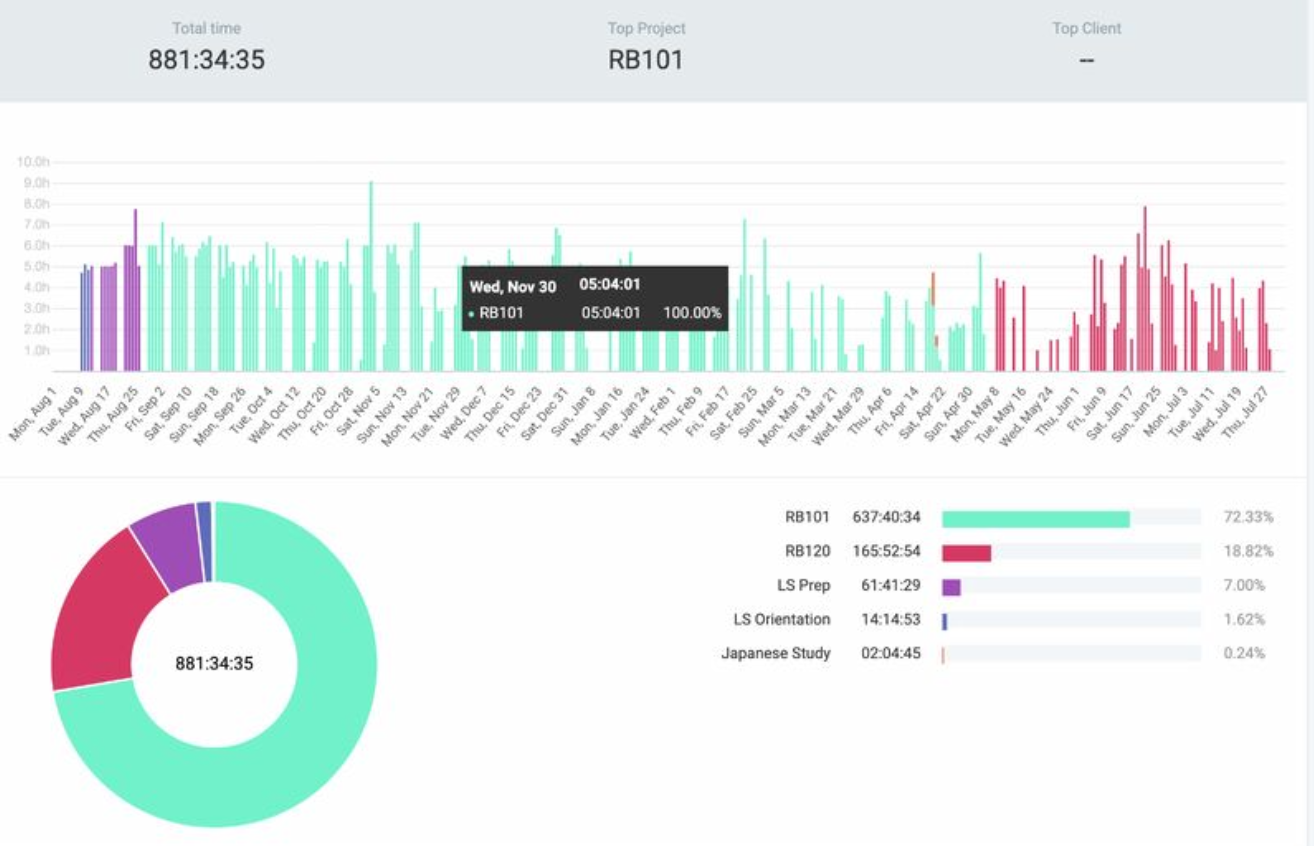 Total time Top Project Top Client
881:34:35 RB101 --
10.0h
9.0h
8.0h
7.0h
6.0h
5.0h
4.0h
3.0h
2.0h
1.0h
Wed, Nov 30 05:04:01
RB101 05:04:01 100.00%
Mon, Aug 1
Tue, Aug 9
Wed, Aug 17
Thu, Aug 25
Fri, Sep 2
Sat, Sep 10
Sun, Sep 18
Mon, Sep 26
Tue, Oct 4
Wed, Oct 12
Thu, Oct 20
Fri, Oct 28
Sat, Nov 5
Sun, Nov 13
Mon, Nov 21
Tue, Nov 29
Wed, Dec 7
Thu, Dec 15
Fri, Dec 23
Sat, Dec 31
Sun, Jan 8
Mon, Jan 16
Tue, Jan 24
Wed, Feb 1
Thu, Feb 9
Fri, Feb 17
Sat, Feb 25
Sun, Mar 5
Mon, Mar 13
Tue, Mar 21
Wed, Mar 29
Thu, Apr 6
Fri, Apr 14
Sat, Apr 22
Sun, Apr 30
Mon, May 8
Tue, May 16
Wed, May 24
Thu, Jun 1
Fri, Jun 9
Sat, Jun 17
Sun, Jun 25
Mon, Jul 3
Tue, Jul 11
Wed, Jul 19
Thu, Jul 27
881:34:35
RB101 637:40:34 72.33%
RB120 165:52:54 18.82%
LS Prep 61:41:29 7.00%
LS Orientation 14:14:53 1.62%
Japanese Study 02:04:45 0.24%